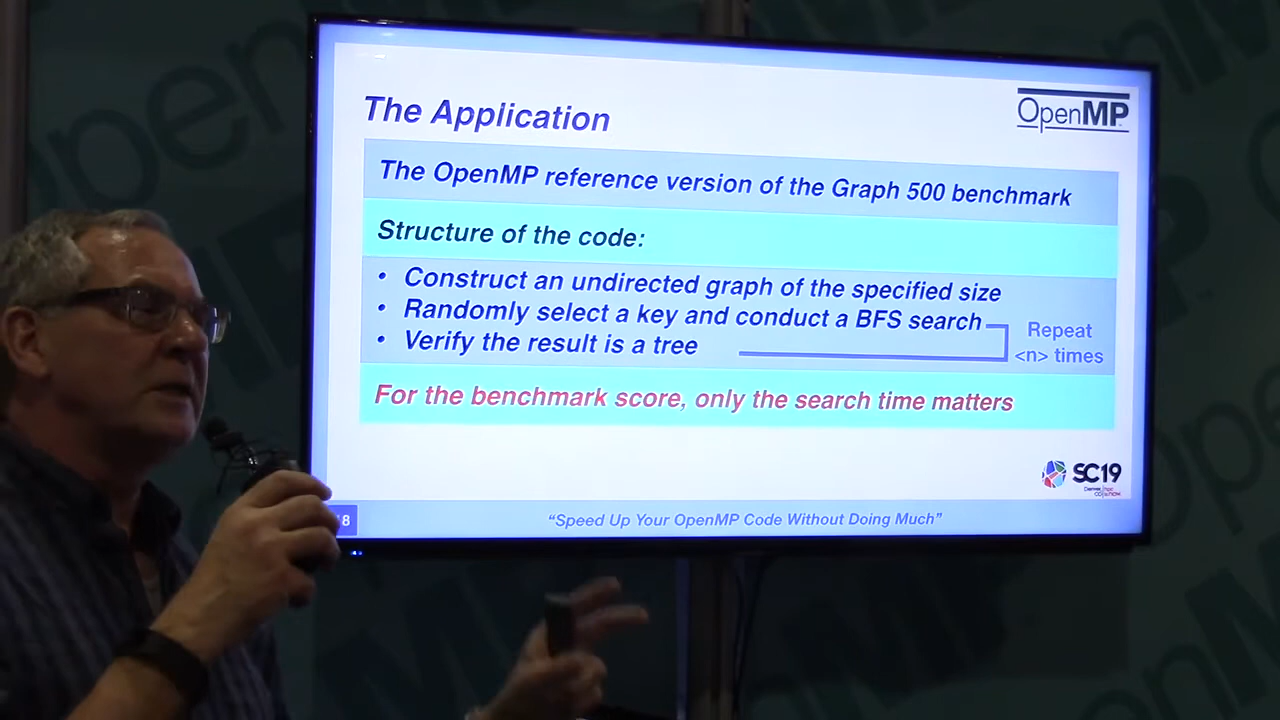 The Application
OpenMP
The OpenMP reference version of the Graph 500 benchmark
Structure of the code:
• Construct an undirected graph of the specified size
• Randomly select a key and conduct a BFS search
• Verify the result is a tree
Repeat
<n> times
For the benchmark score, only the search time matters
SC19
Denver
8
"Speed Up Your OpenMP Code Without Doing Much"